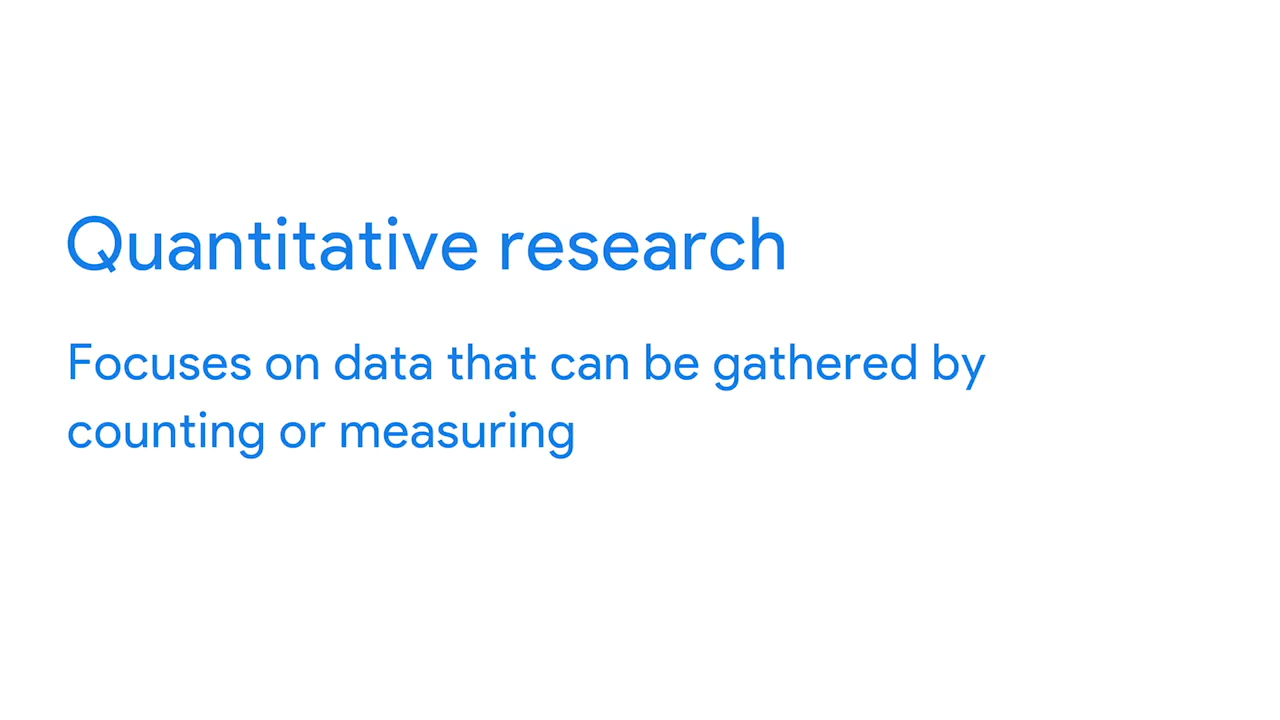 Quantitative research
Focuses on data that can be gathered by
counting or measuring